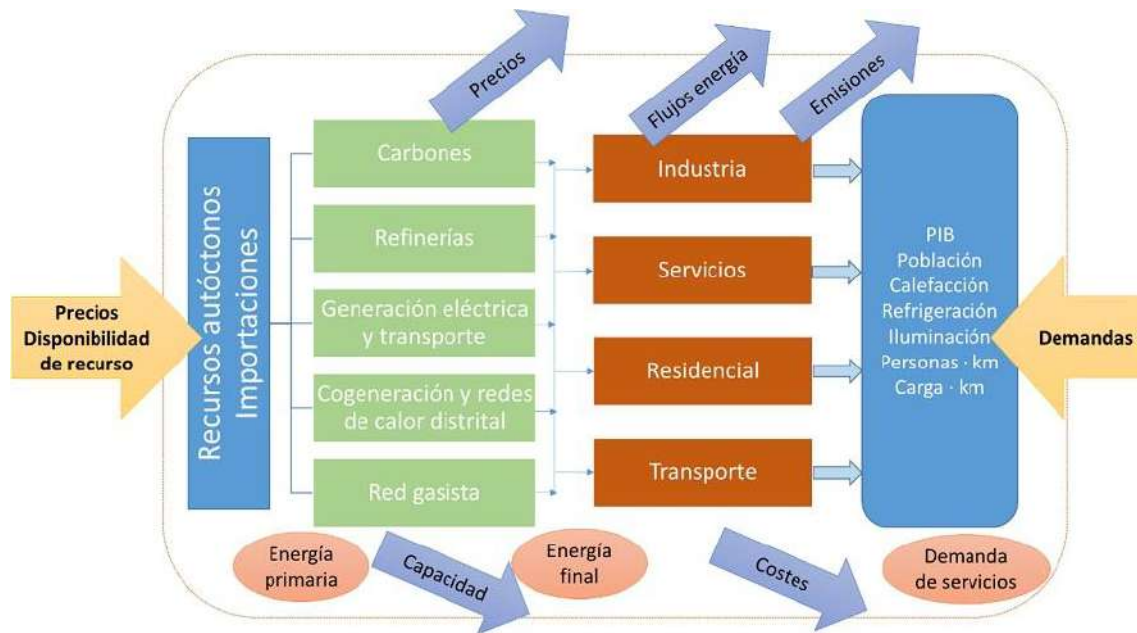 Precios
Flujos energía
Emisiones
Precios
Disponibilidad
de recurso
Recursos autóctonos
Importaciones
Carbones
Refinerías
Generación eléctrica
y transporte
Cogeneración y redes
de calor distrital
Red gasista
Industria
Servicios
Residencial
Transporte
PIB
Población
Calefacción
Refrigeración
Iluminación
Personas · km
Carga · km
Demandas
Energía
primaria
Capacidad
Energía
final
Costes
Demanda
de servicios